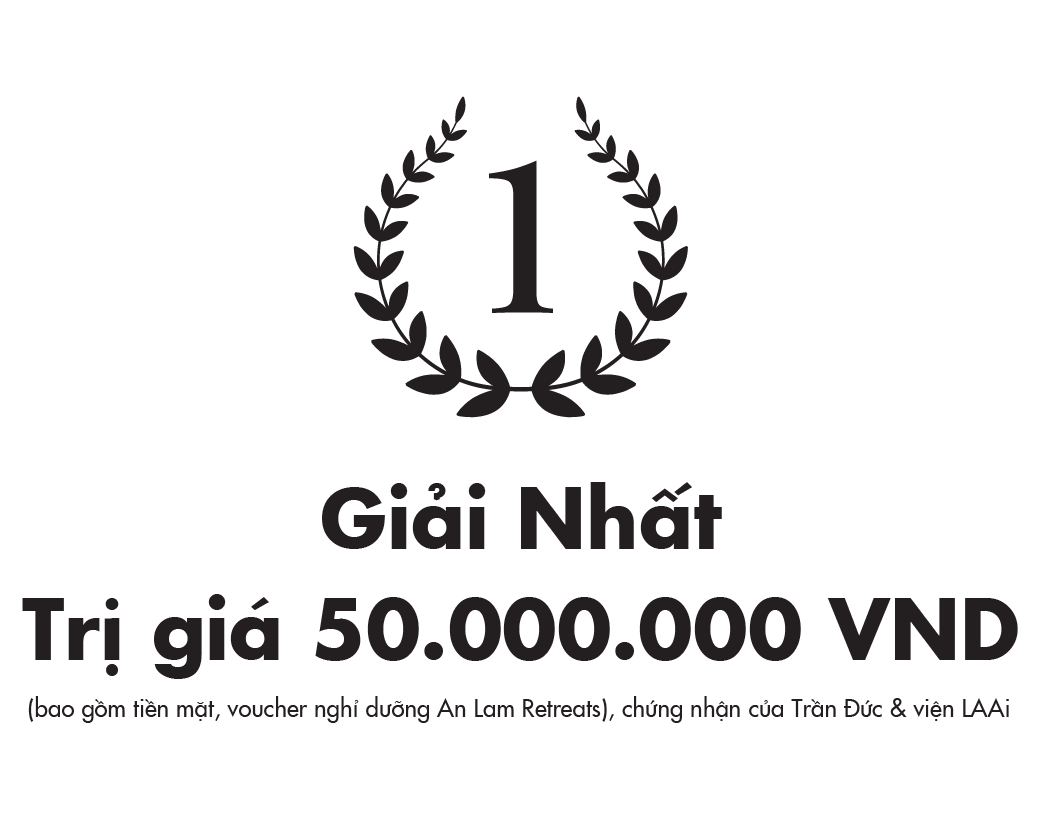 1
Giải Nhất
Trị giá 50.000.000 VND
(bao gồm tiền mặt, voucher nghỉ dưỡng An Lam Retreats), chứng nhận của Trần Đức & viện LAAi